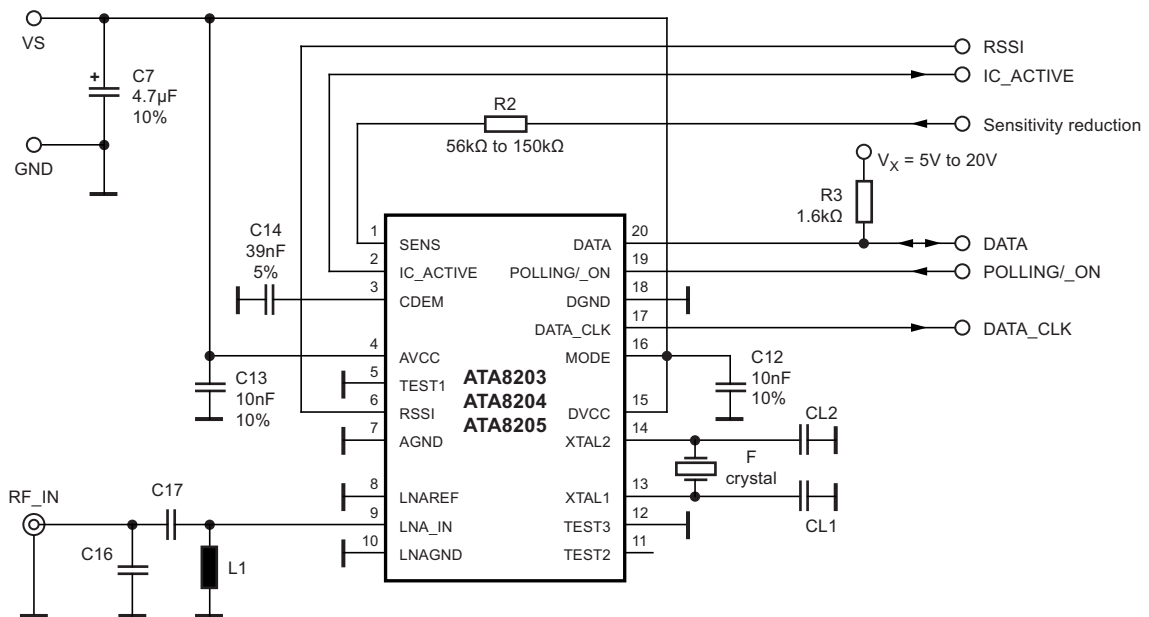 VS
RSSI
IC_ACTIVE
C7
4.7µF
10%
R2
56kΩ to 150kΩ
Sensitivity reduction
GND
VX = 5V to 20V
R3
1.6kΩ
C14
39nF
5%
1
SENS
DATA
20
DATA
2
IC_ACTIVE
POLLING/_ON
19
POLLING/_ON
3
CDEM
DGND
18
DATA_CLK
17
DATA_CLK
4
AVCC
MODE
16
C13
10nF
10%
5
TEST1
ATA8203
ATA8204
ATA8205
C12
10nF
10%
6
RSSI
DVCC
15
7
AGND
XTAL2
14
CL2
F
crystal
RF_IN
C17
8
LNAREF
XTAL1
13
CL1
9
LNA_IN
TEST3
12
C16
L1
10
LNAGND
TEST2
11
+